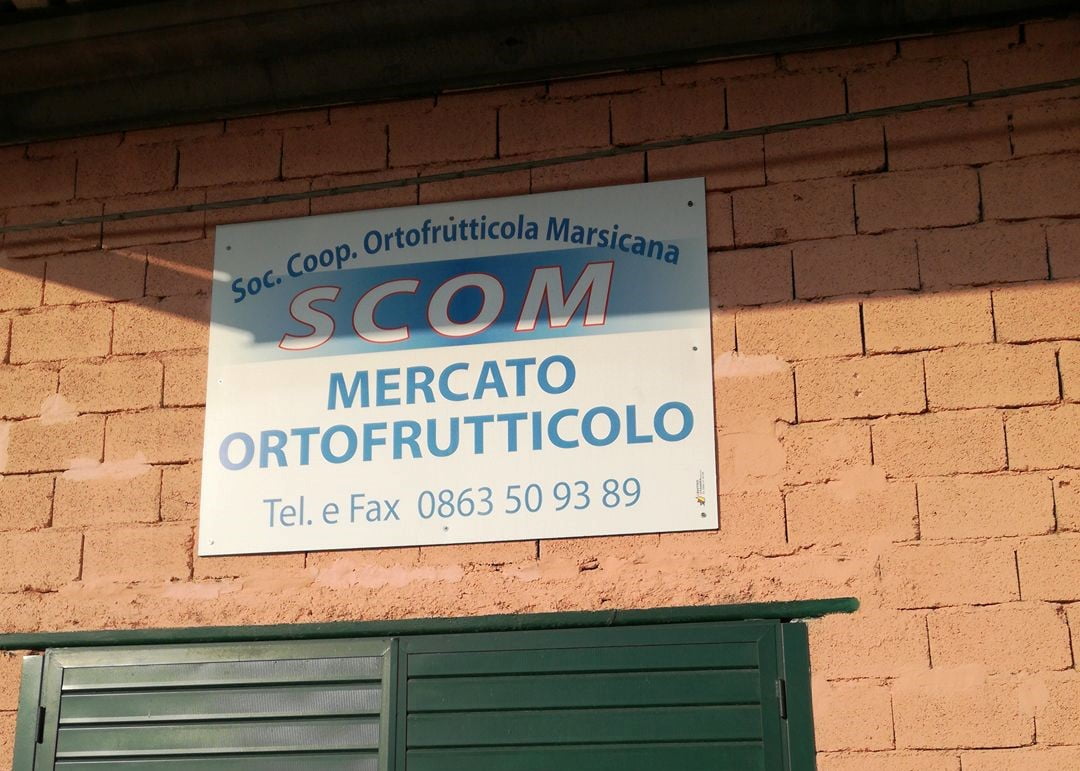 Soc. Coop. Ortofrutticola Marsicana
SCOM
MERCATO
ORTOFRUTTICOLO
Tel. e Fax 0863 50 93 89